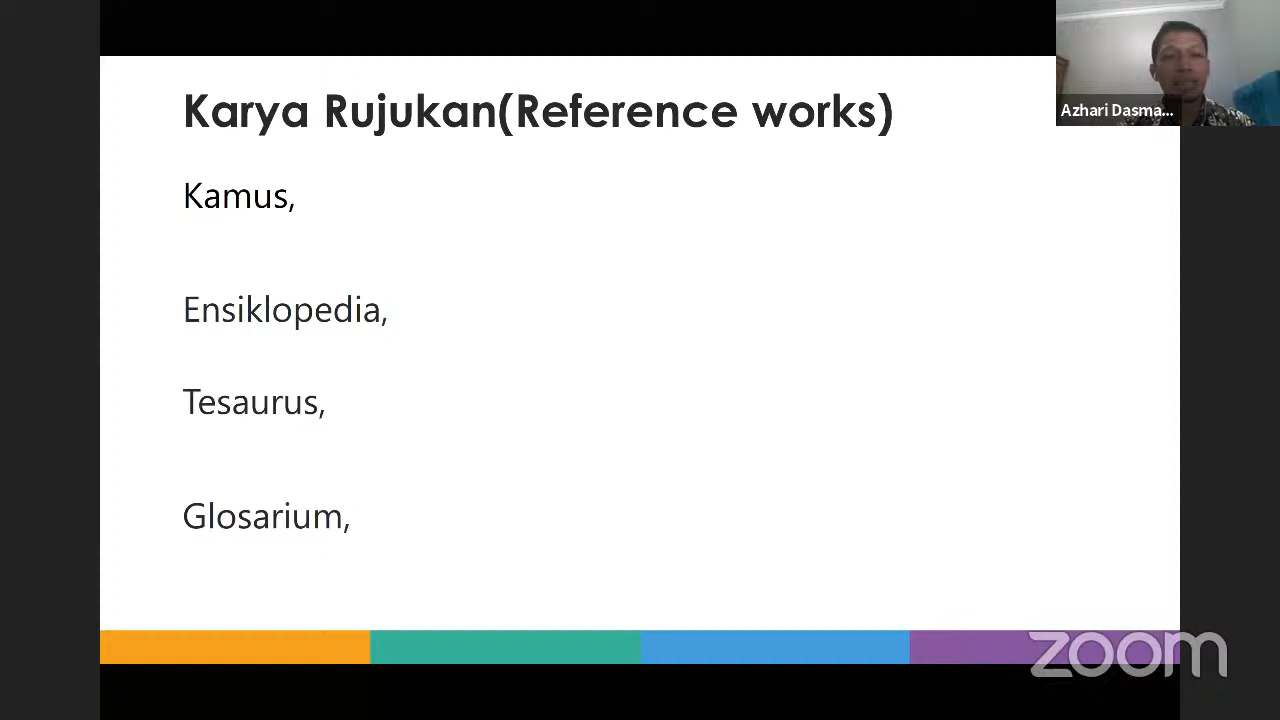 Karya Rujukan(Reference works)
Azhari Dasma...
Kamus,
Ensiklopedia,
Tesaurus,
Glosarium,
zoom